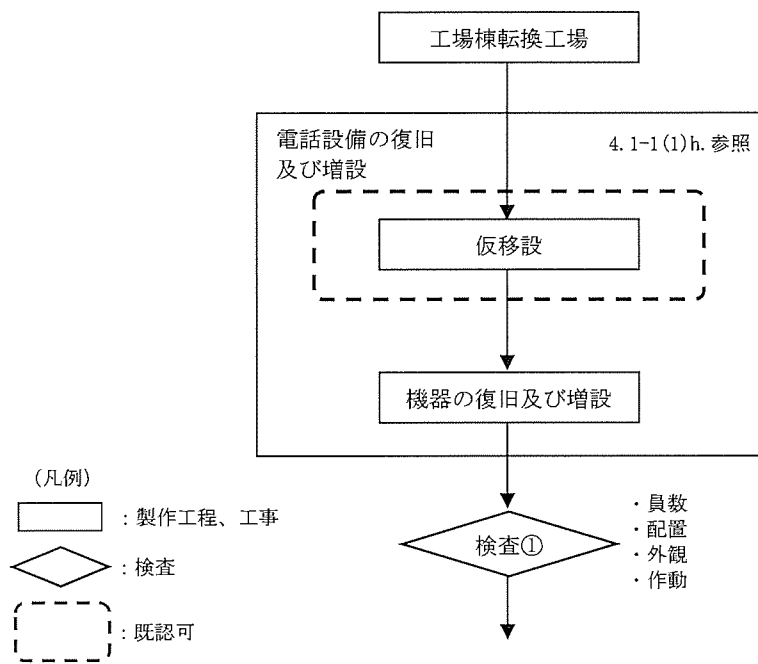 工場棟転換工場
電話設備の復旧
及び増設
4.1-1(1)h.参照
仮移設
機器の復旧及び増設
検査①
・員数
・配置
・外観
・作動
(凡例)
：製作工程、工事
：検査
：既認可